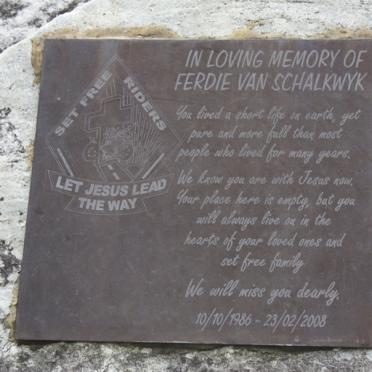 SET FREE RIDERS
LET JESUS LEAD
THE WAY
IN LOVING MEMORY OF
FERDIE VAN SCHALKWYK
You lived a short life on earth, yet
pure and more full than most
people who lived for many years.
We know you are with Jesus now.
Your place here is empty, but you
will always live on in the
hearts of your loved ones and
set free family.
We will miss you dearly.
10/10/1986 - 23/02/2008